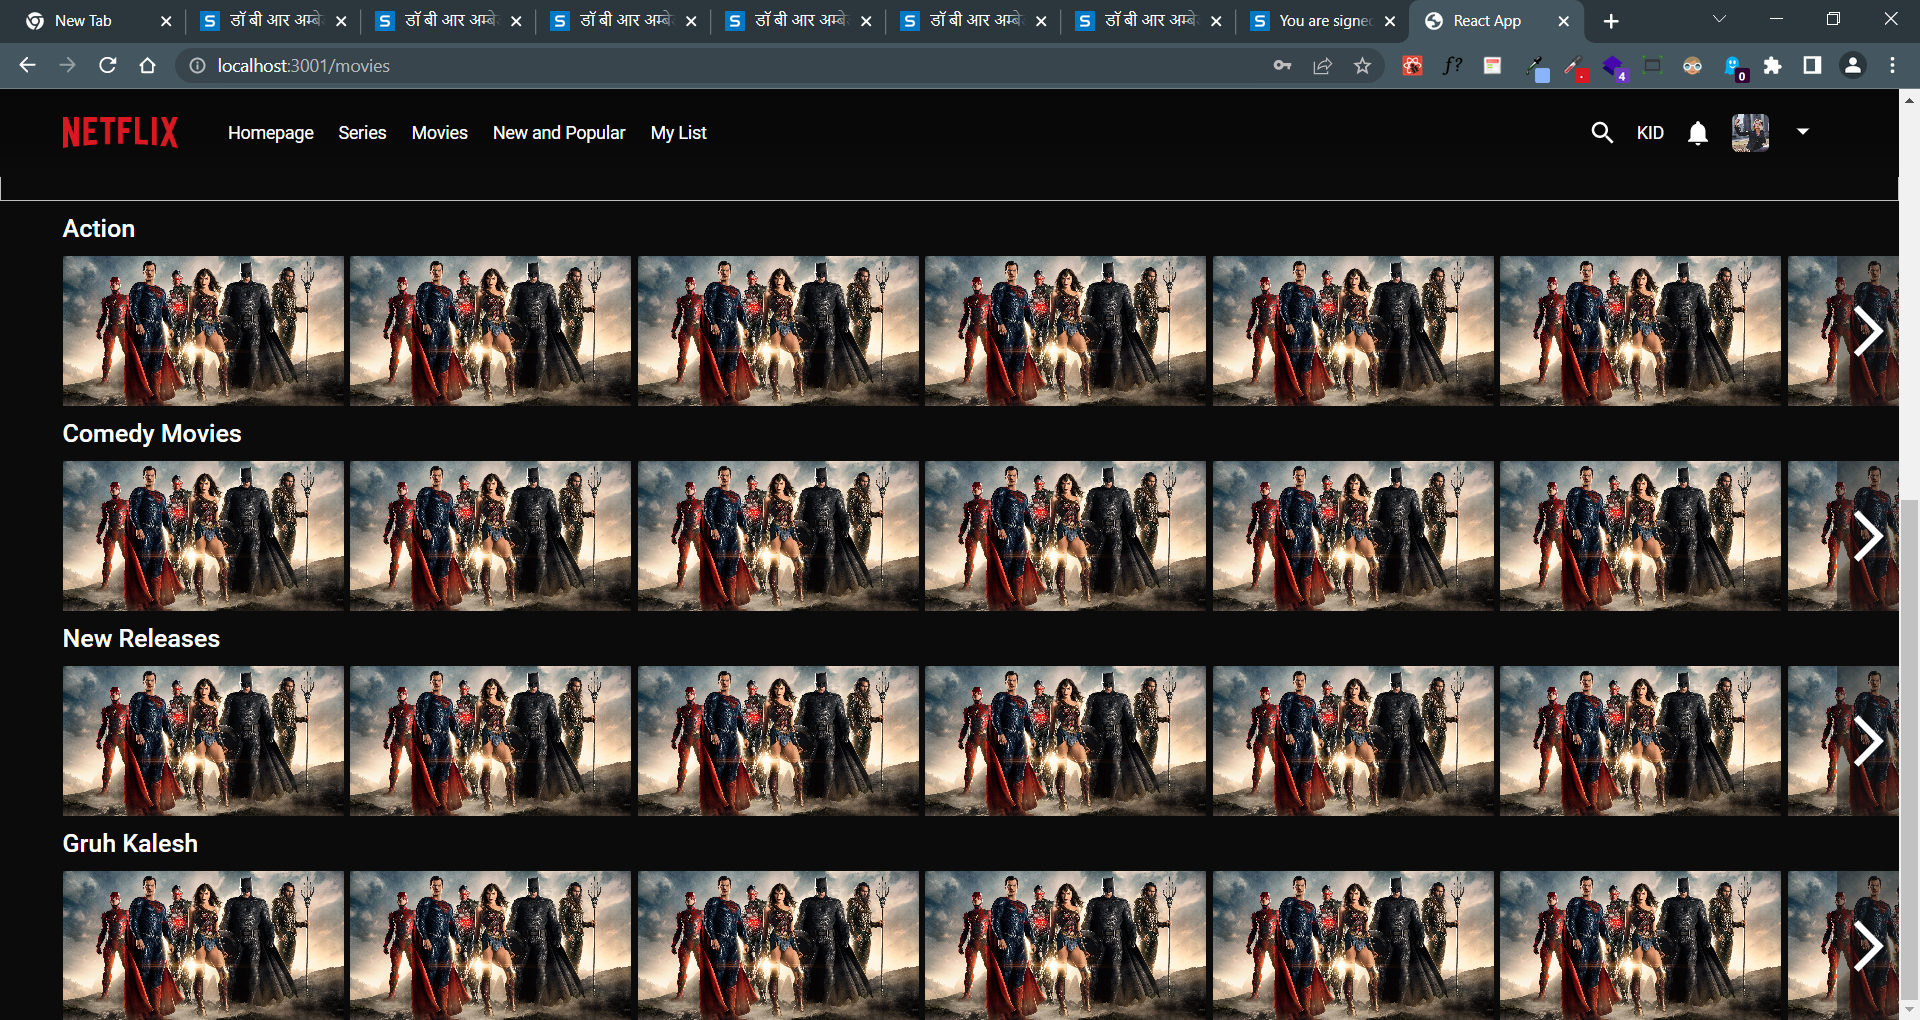 New Tab
डॉ बी आर अम्बे
डॉ बी आर अम्बे
डॉ बी आर अम्बे
डॉ बी आर अम्बे
डॉ बी आर अम्बे
डॉ बी आर अम्बे
You are signe
React App
localhost:3001/movies
f?
4
0
NETFLIX Homepage Series Movies New and Popular My List KID
Action
Comedy Movies
New Releases
Gruh Kalesh